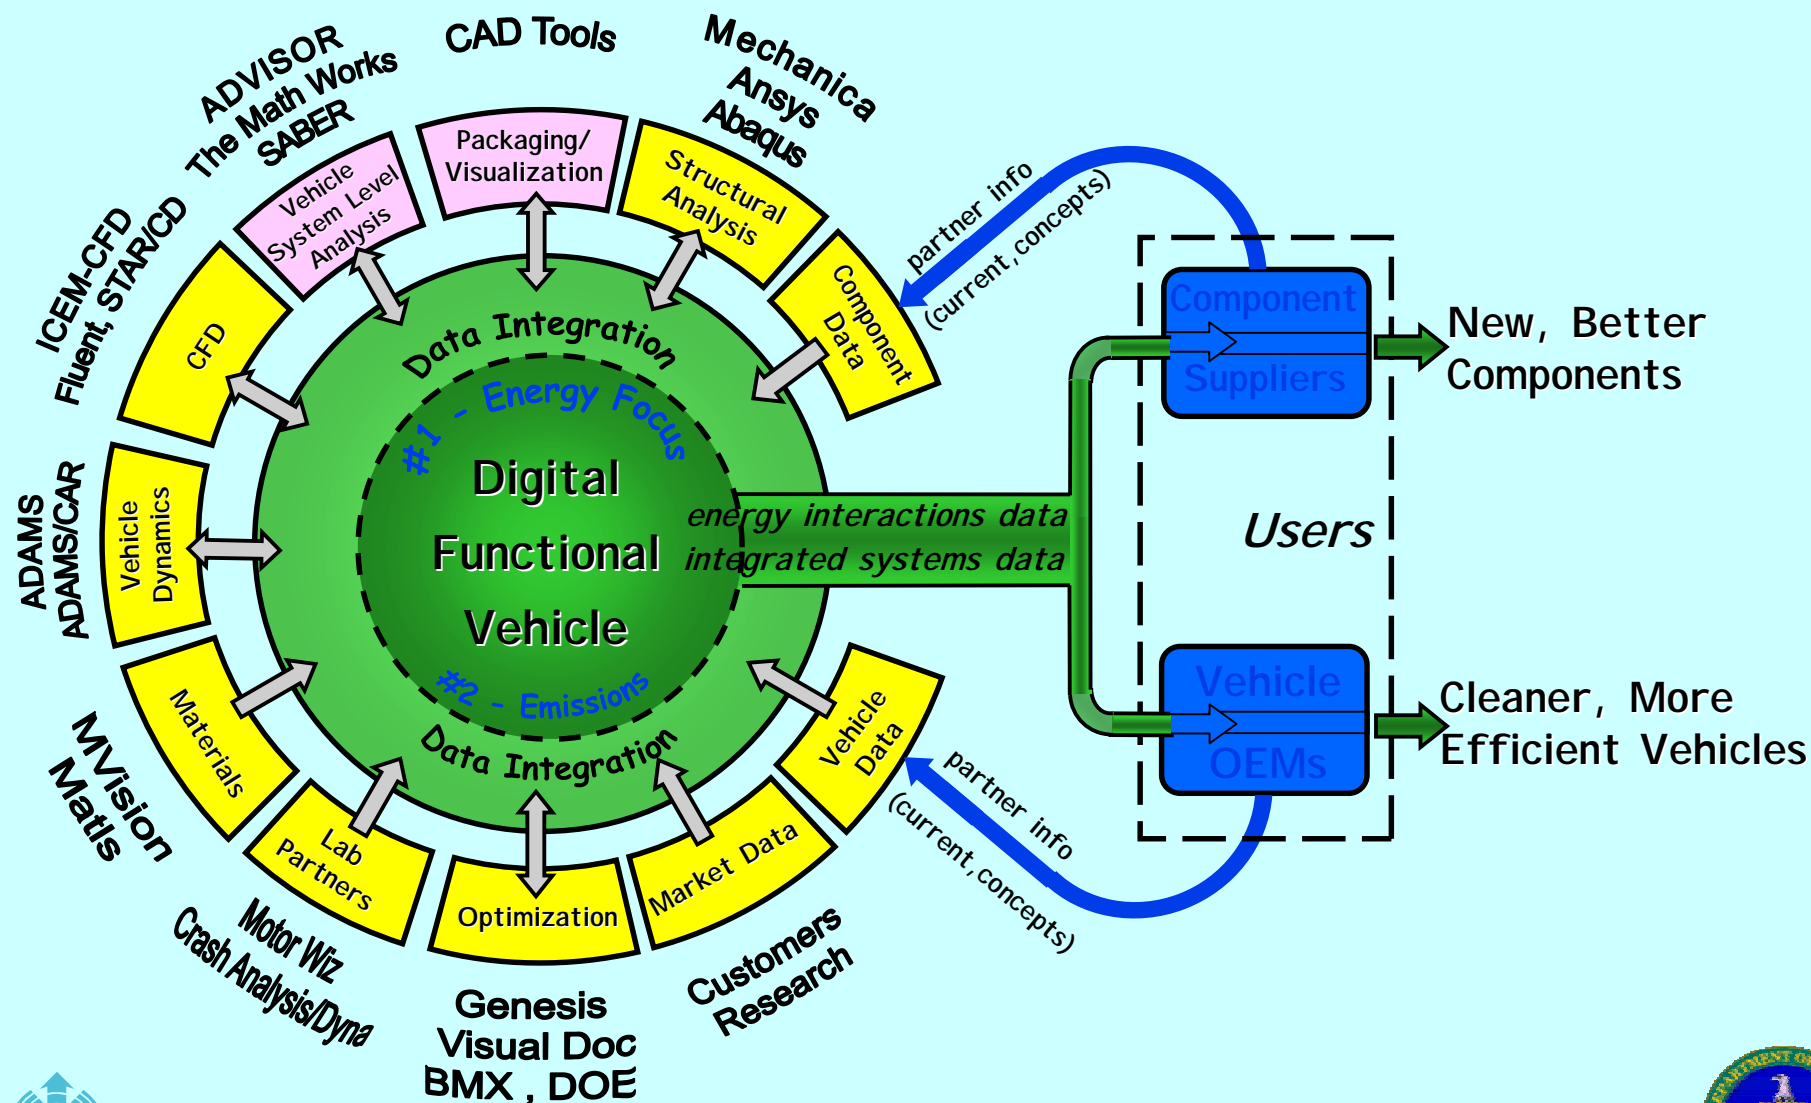 CAD Tools
Mechanica
Ansys
Abaqus
ADVISOR
The Math Works
SABER
ICEM-CFD
Fluent, STAR/CD
ADAMS
ADAMS/CAR
MVision
Matls
Motor Wiz
Crash Analysis/Dyna
Genesis
Visual Doc
BMX , DOE
Customers
Research
Packaging/
Visualization
Structural
Analysis
Component
Data
Vehicle
System Level
Analysis
CFD
Vehicle
Dynamics
Materials
Lab
Partners
Optimization
Market Data
Vehicle
Data
Data Integration
#1 - Energy Focus
Digital
Functional
Vehicle
#2 - Emissions
Data Integration
energy interactions data
integrated systems data
partner info
(current,concepts)
Component
Suppliers
New, Better
Components
Users
Vehicle
OEMs
Cleaner, More
Efficient Vehicles
partner info
(current,concepts)